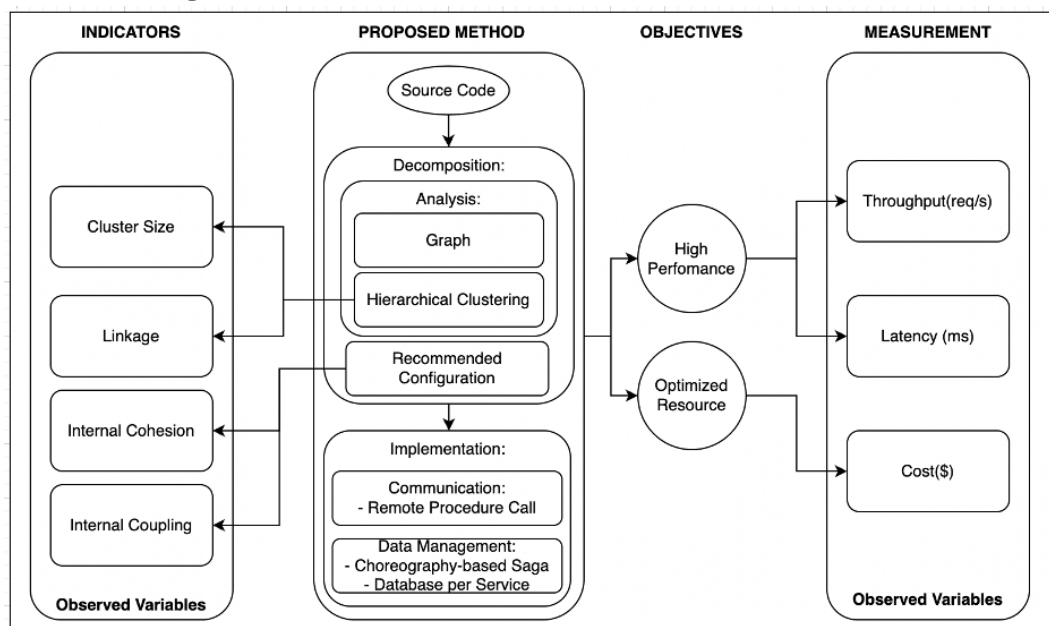 INDICATORS
Cluster Size
Linkage
Internal Cohesion
Internal Coupling
Observed Variables
PROPOSED METHOD
Source Code
Decomposition:
Analysis:
Graph
Hierarchical Clustering
Recommended
Configuration
Implementation:
Communication:
- Remote Procedure Call
Data Management:
- Choreography-based Saga
- Database per Service
OBJECTIVES
High
Perfomance
Optimized
Resource
MEASUREMENT
Throughput(req/s)
Latency (ms)
Cost($)
Observed Variables